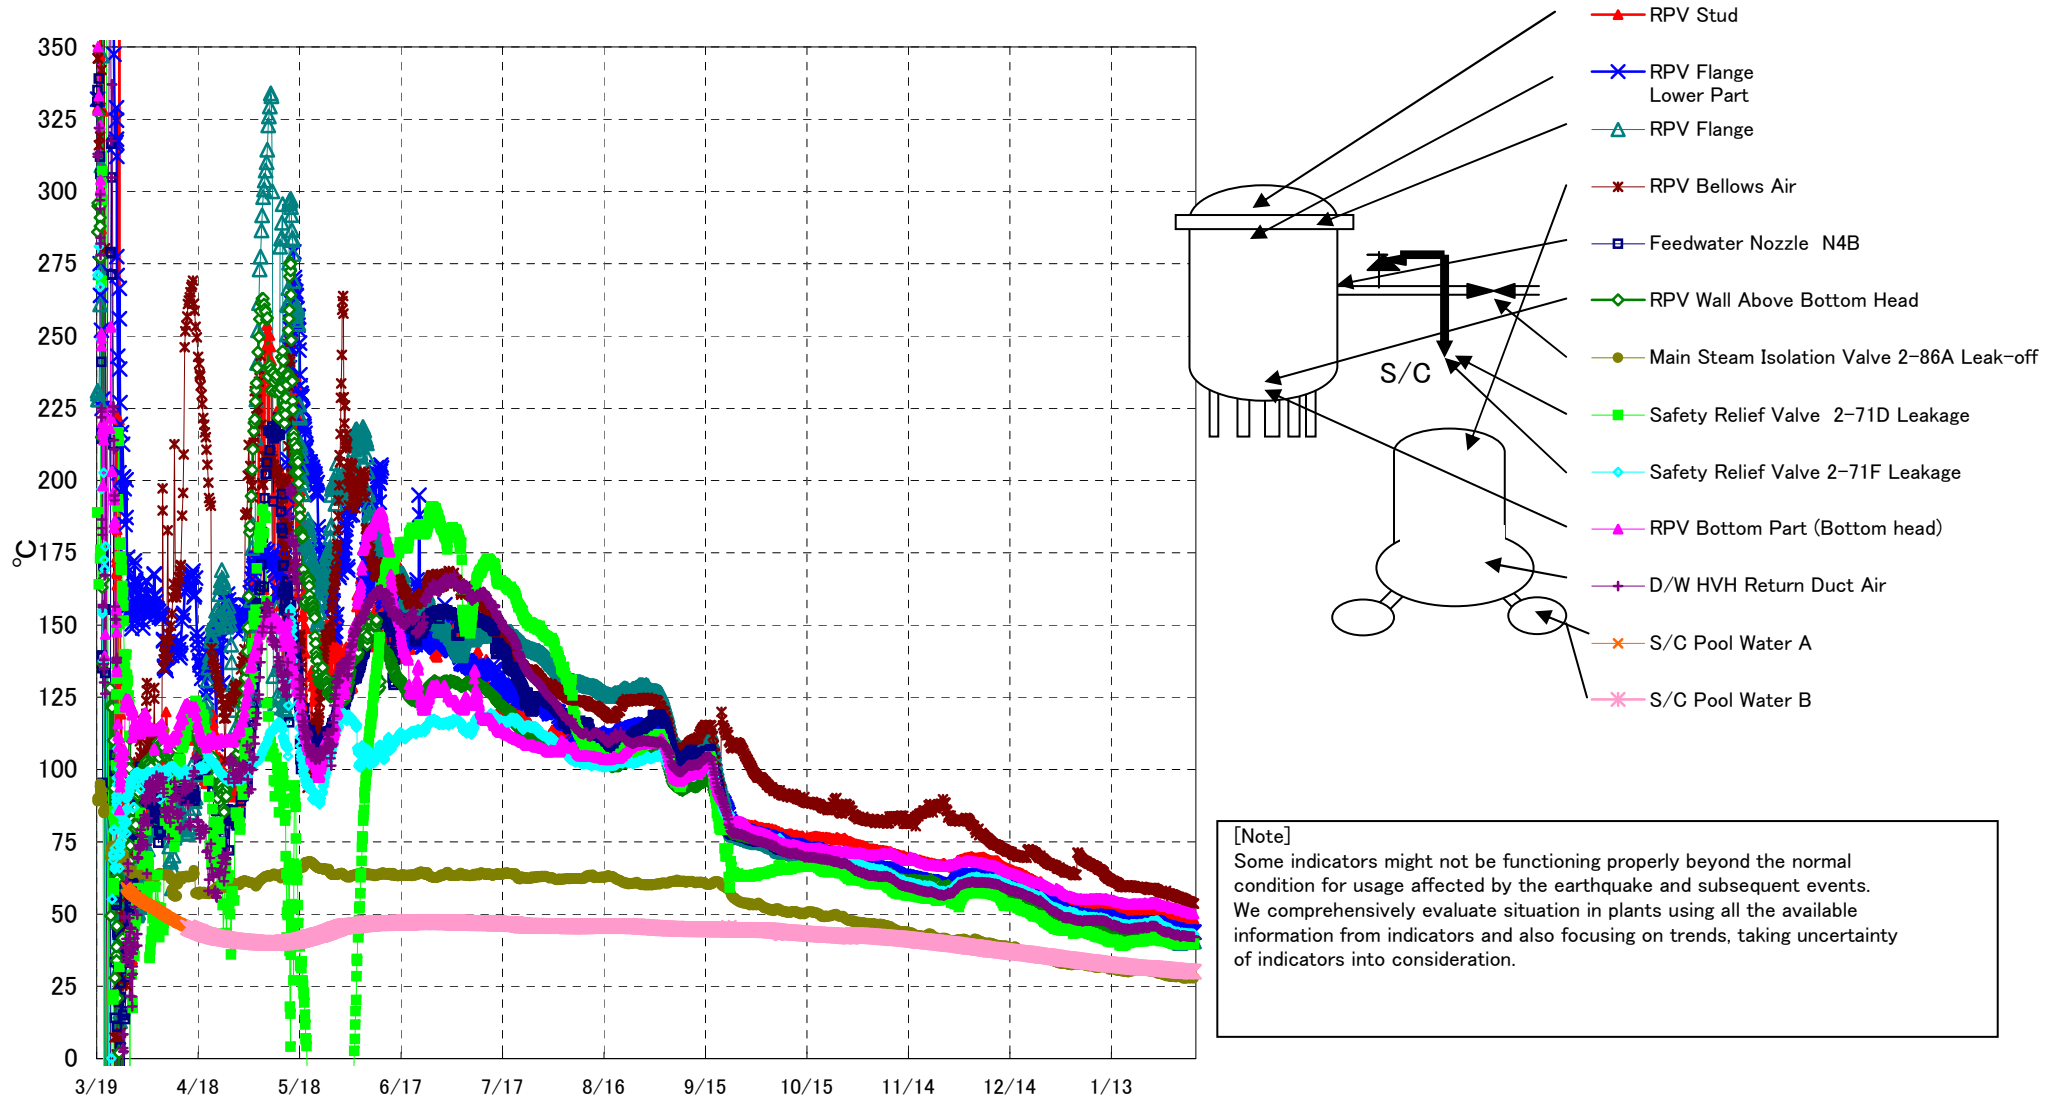 350
325
300
275
250
225
200
175
150
125
100
75
50
25
0
℃
3/19
4/18
5/18
6/17
7/17
8/16
9/15
10/15
11/14
12/14
1/13
RPV Stud
RPV Flange
Lower Part
RPV Flange
RPV Bellows Air
Feedwater Nozzle N4B
RPV Wall Above Bottom Head
Main Steam Isolation Valve 2-86A Leak-off
Safety Relief Valve 2-71D Leakage
Safety Relief Valve 2-71F Leakage
RPV Bottom Part (Bottom head)
D/W HVH Return Duct Air
S/C Pool Water A
S/C Pool Water B
S/C
[Note]
Some indicators might not be functioning properly beyond the normal
condition for usage affected by the earthquake and subsequent events.
We comprehensively evaluate situation in plants using all the available
information from indicators and also focusing on trends, taking uncertainty
of indicators into consideration.